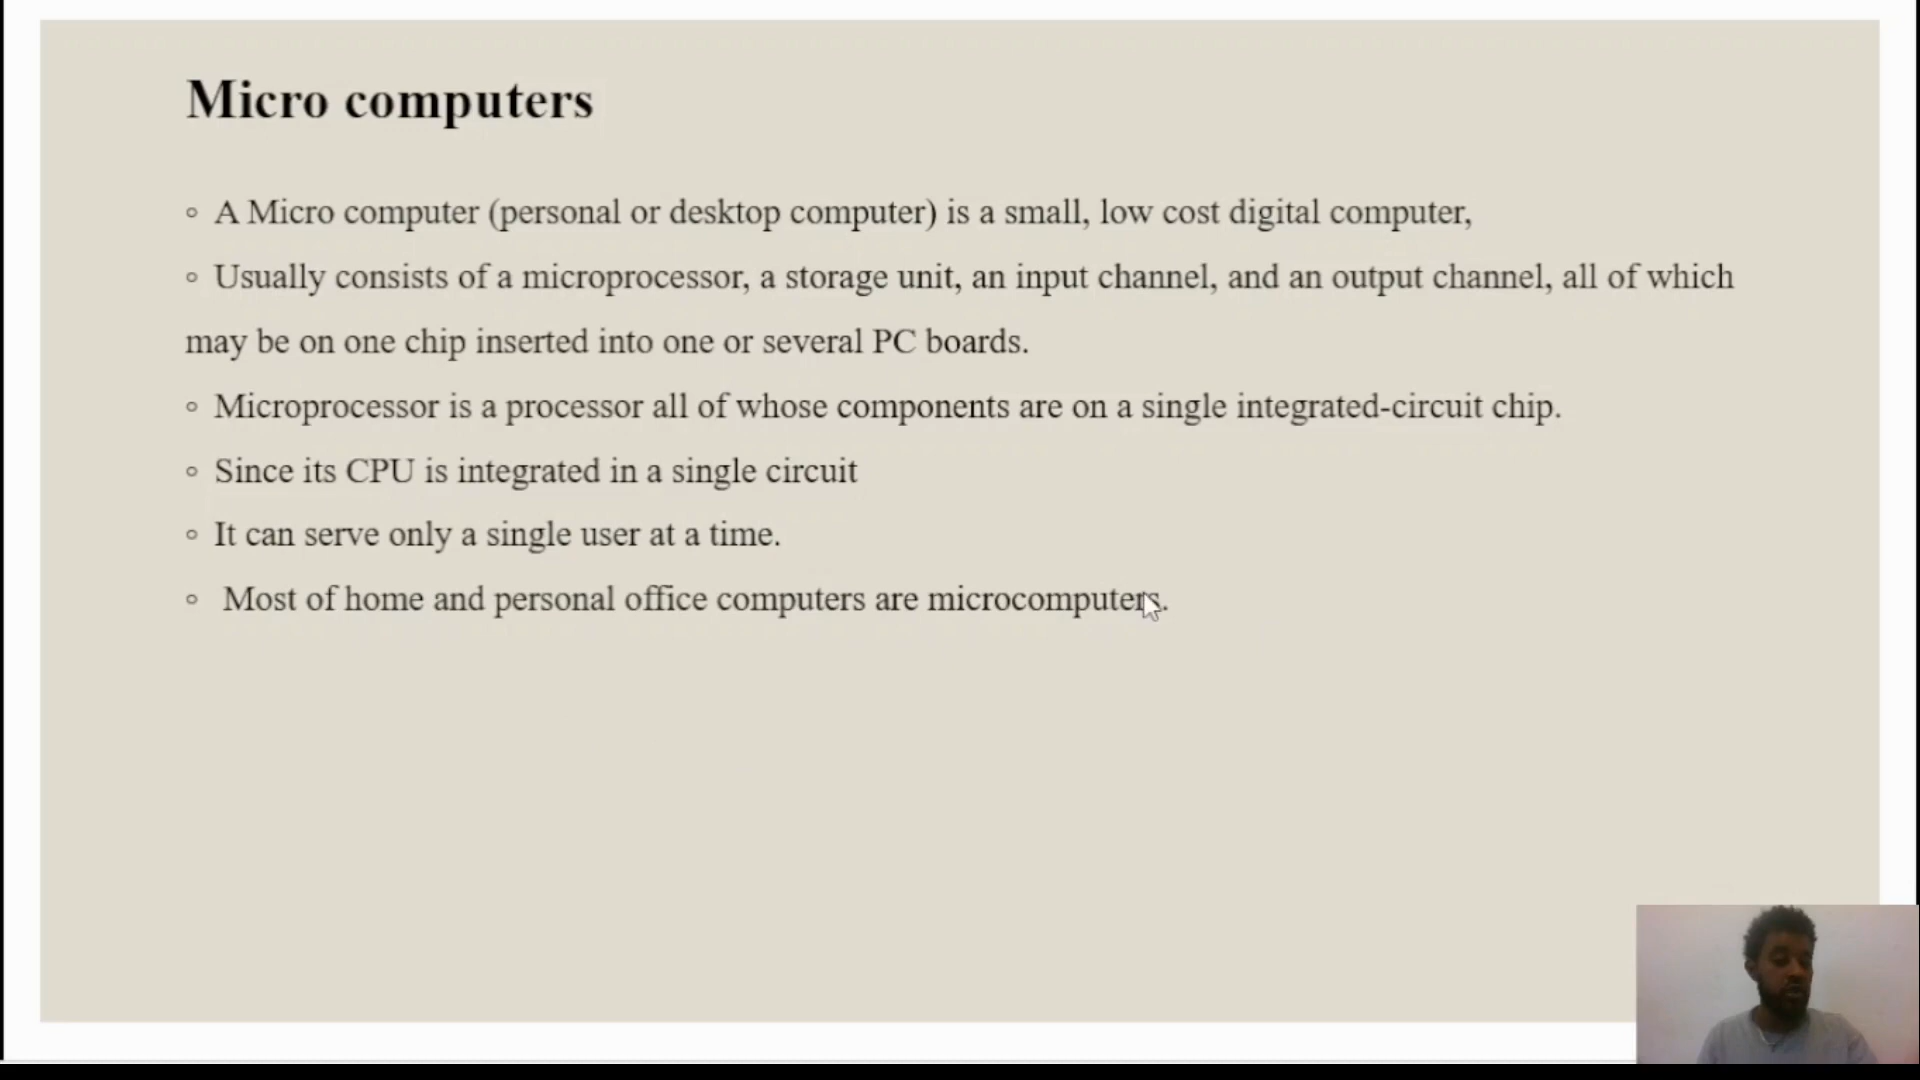 Micro computers
◦ A Micro computer (personal or desktop computer) is a small, low cost digital computer,
◦ Usually consists of a microprocessor, a storage unit, an input channel, and an output channel, all of which
may be on one chip inserted into one or several PC boards.
◦ Microprocessor is a processor all of whose components are on a single integrated-circuit chip.
◦ Since its CPU is integrated in a single circuit
◦ It can serve only a single user at a time.
◦ Most of home and personal office computers are microcomputers.